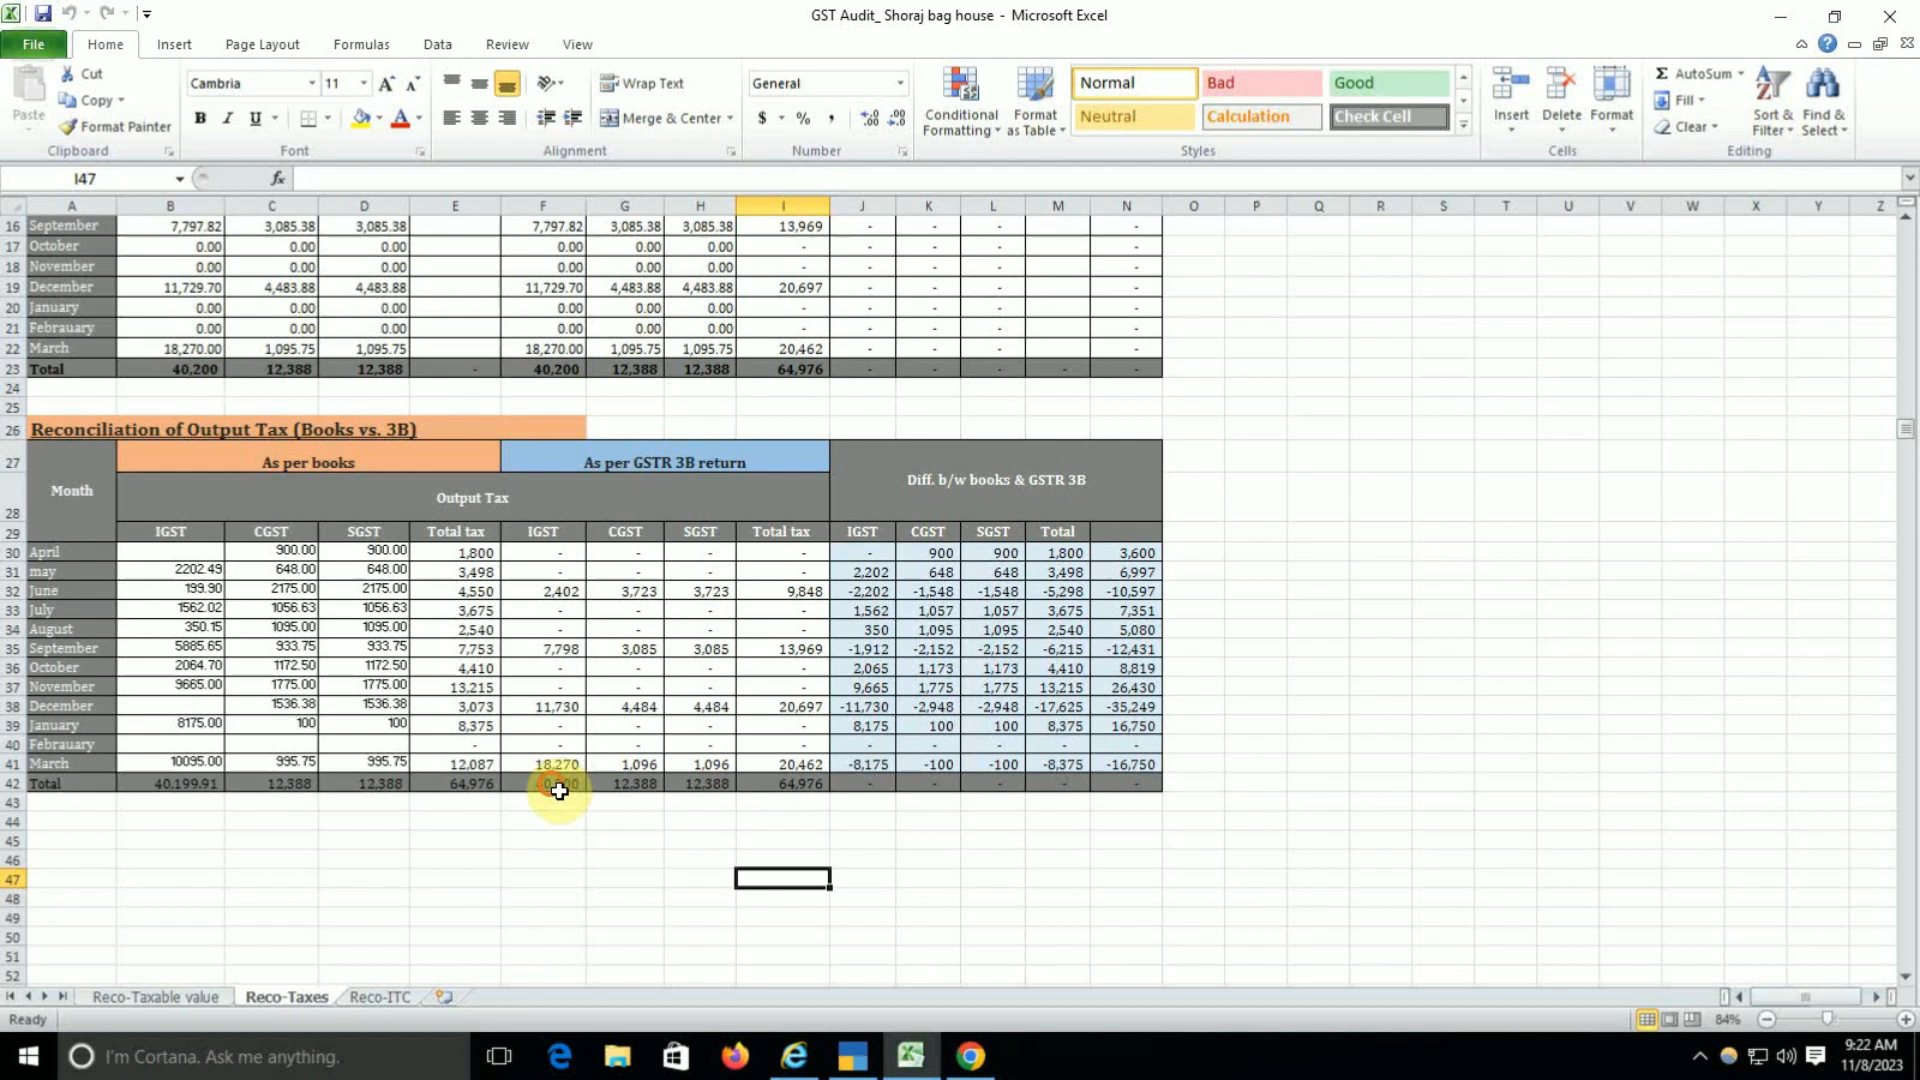 GST Audit_ Shoraj bag house - Microsoft Excel
File Home Insert Page Layout Formulas Data Review View
Cut
Copy
Format Painter
Paste
Cambria 11
B I U
Wrap Text
Merge & Center
General
$ % ,
Conditional Formatting
Format as Table
Normal Bad Good
Neutral Calculation Check Cell
Insert Delete Format
Σ AutoSum
Fill
Clear
Sort & Filter
Find & Select
Clipboard Font Alignment Number Styles Cells Editing
I47 fx
A B C D E F G H I J K L M N O P Q R S T U V W X Y Z
16 September 7,797.82 3,085.38 3,085.38 7,797.82 3,085.38 3,085.38 13,969 - - - -
17 October 0.00 0.00 0.00 0.00 0.00 0.00 - - - - -
18 November 0.00 0.00 0.00 0.00 0.00 0.00 - - - - -
19 December 11,729.70 4,483.88 4,483.88 11,729.70 4,483.88 4,483.88 20,697 - - - -
20 January 0.00 0.00 0.00 0.00 0.00 0.00 - - - - -
21 Febrauary 0.00 0.00 0.00 0.00 0.00 0.00 - - - - -
22 March 18,270.00 1,095.75 1,095.75 18,270.00 1,095.75 1,095.75 20,462 - - - -
23 Total 40,200 12,388 12,388 - 40,200 12,388 12,388 64,976 - - - - -
24
25
26 Reconciliation of Output Tax (Books vs. 3B)
27 As per books As per GSTR 3B return
Month Diff. b/w books & GSTR 3B
28 Output Tax
29 IGST CGST SGST Total tax IGST CGST SGST Total tax IGST CGST SGST Total
30 April 900.00 900.00 1,800 - - - - - 900 900 1,800 3,600
31 may 2202.49 648.00 648.00 3,498 - - - - 2,202 648 648 3,498 6,997
32 June 199.90 2175.00 2175.00 4,550 2,402 3,723 3,723 9,848 -2,202 -1,548 -1,548 -5,298 -10,597
33 July 1562.02 1056.63 1056.63 3,675 - - - - 1,562 1,057 1,057 3,675 7,351
34 August 350.15 1095.00 1095.00 2,540 - - - - 350 1,095 1,095 2,540 5,080
35 September 5885.65 933.75 933.75 7,753 7,798 3,085 3,085 13,969 -1,912 -2,152 -2,152 -6,215 -12,431
36 October 2064.70 1172.50 1172.50 4,410 - - - - 2,065 1,173 1,173 4,410 8,819
37 November 9665.00 1775.00 1775.00 13,215 - - - - 9,665 1,775 1,775 13,215 26,430
38 December 1536.38 1536.38 3,073 11,730 4,484 4,484 20,697 -11,730 -2,948 -2,948 -17,625 -35,249
39 January 8175.00 100 100 8,375 - - - - 8,175 100 100 8,375 16,750
40 Febrauary - - - - - - - - - -
41 March 10095.00 995.75 995.75 12,087 18,270 1,096 1,096 20,462 -8,175 -100 -100 -8,375 -16,750
42 Total 40,199.91 12,388 12,388 64,976 12,388 12,388 64,976 - - - - -
43
44
45
46
47
48
49
50
51
52
Reco-Taxable value Reco-Taxes Reco-ITC
Ready 84%
I'm Cortana. Ask me anything.
9:22 AM
11/8/2023